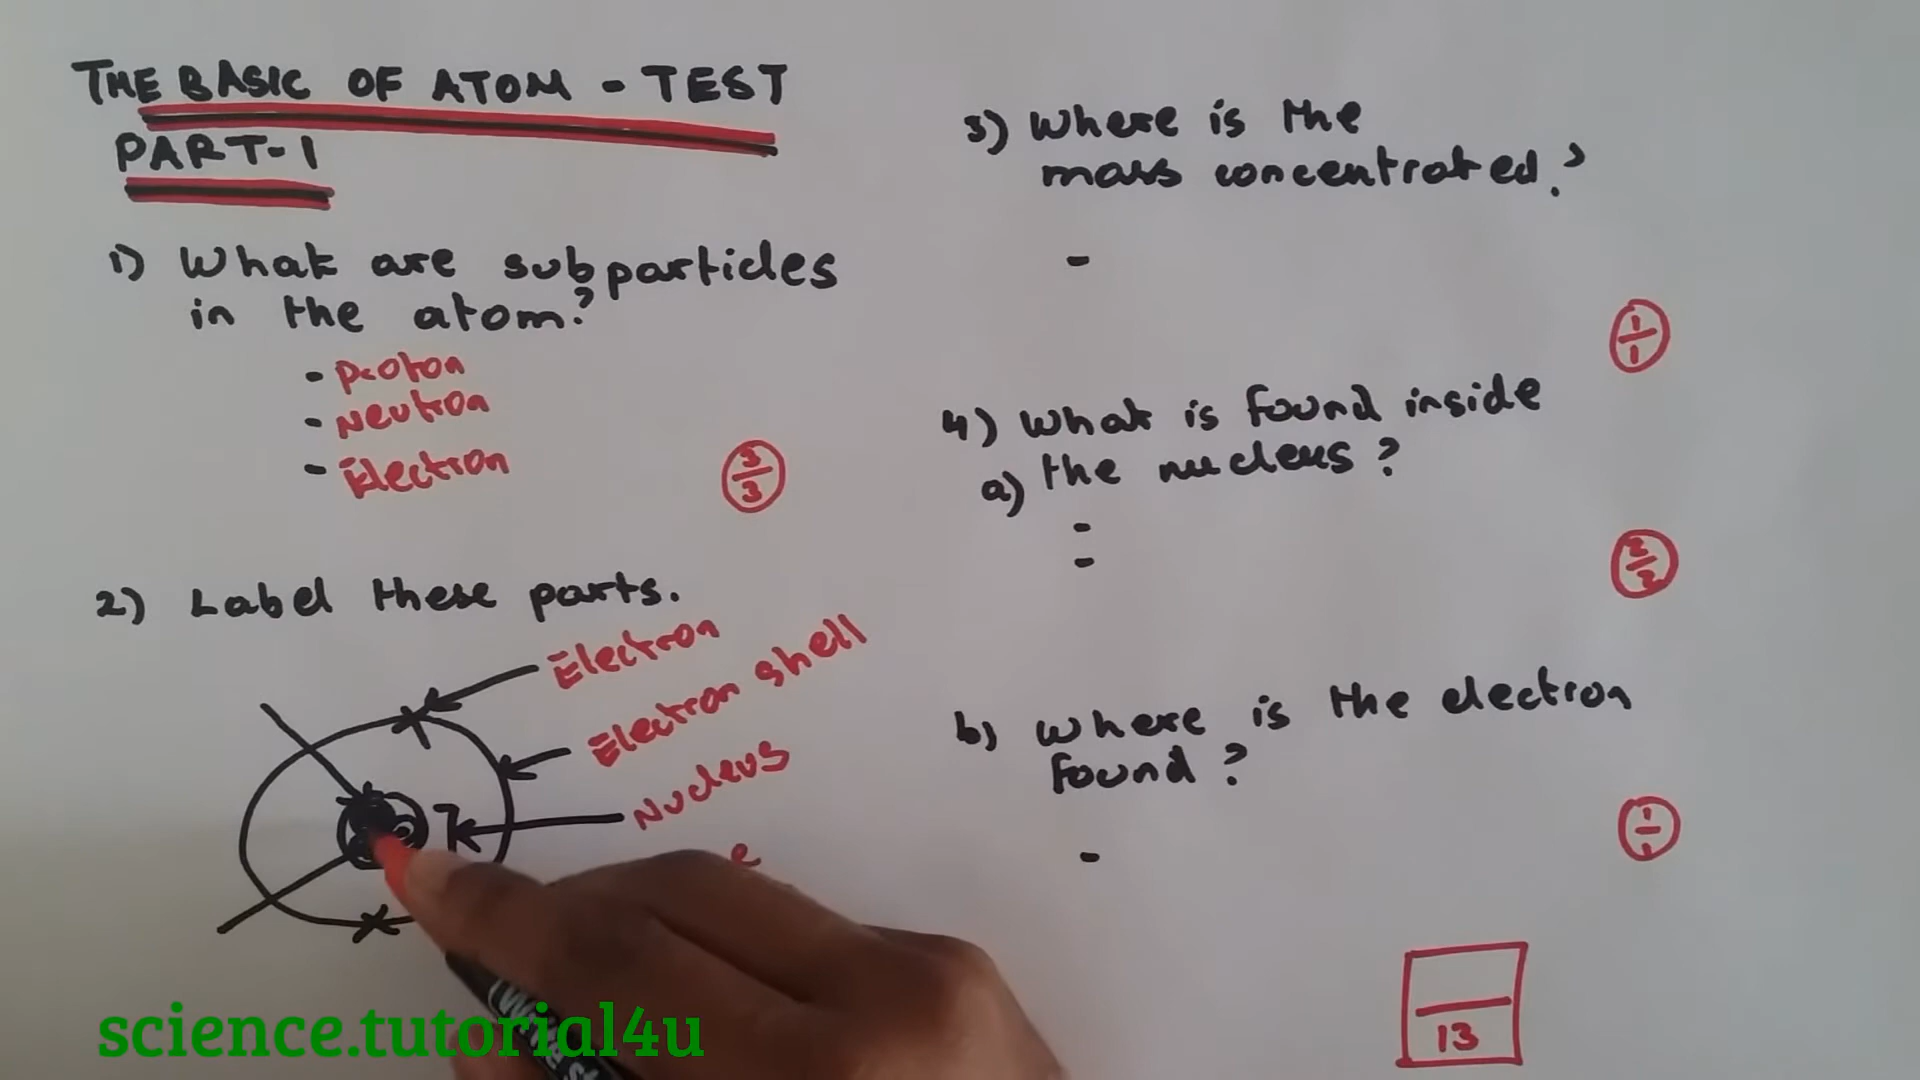 THE BASIC OF ATOM - TEST
PART-1
1) What are subparticles
in the atom?
- Proton
- Neutron
- Electron
3/3
2) Label these parts.
Electron
Electron shell
Nucleus
e
3) Where is the
mass concentrated?
-
1/1
4) What is found inside
a) the nucleus?
-
-
2/2
b) Where is the electron
found?
-
13
science.tutorial4u